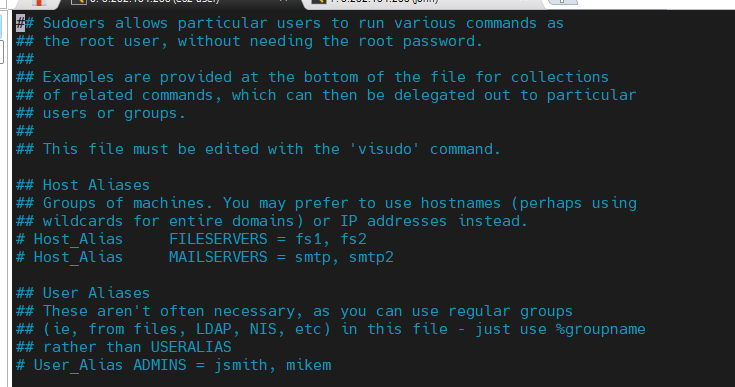 ## Sudoers allows particular users to run various commands as
## the root user, without needing the root password.
##
## Examples are provided at the bottom of the file for collections
## of related commands, which can then be delegated out to particular
## users or groups.
##
## This file must be edited with the 'visudo' command.
## Host Aliases
## Groups of machines. You may prefer to use hostnames (perhaps using
## wildcards for entire domains) or IP addresses instead.
# Host_Alias     FILESERVERS = fs1, fs2
# Host_Alias     MAILSERVERS = smtp, smtp2
## User Aliases
## These aren't often necessary, as you can use regular groups
## (ie, from files, LDAP, NIS, etc) in this file - just use %groupname
## rather than USERALIAS
# User_Alias ADMINS = jsmith, mikem